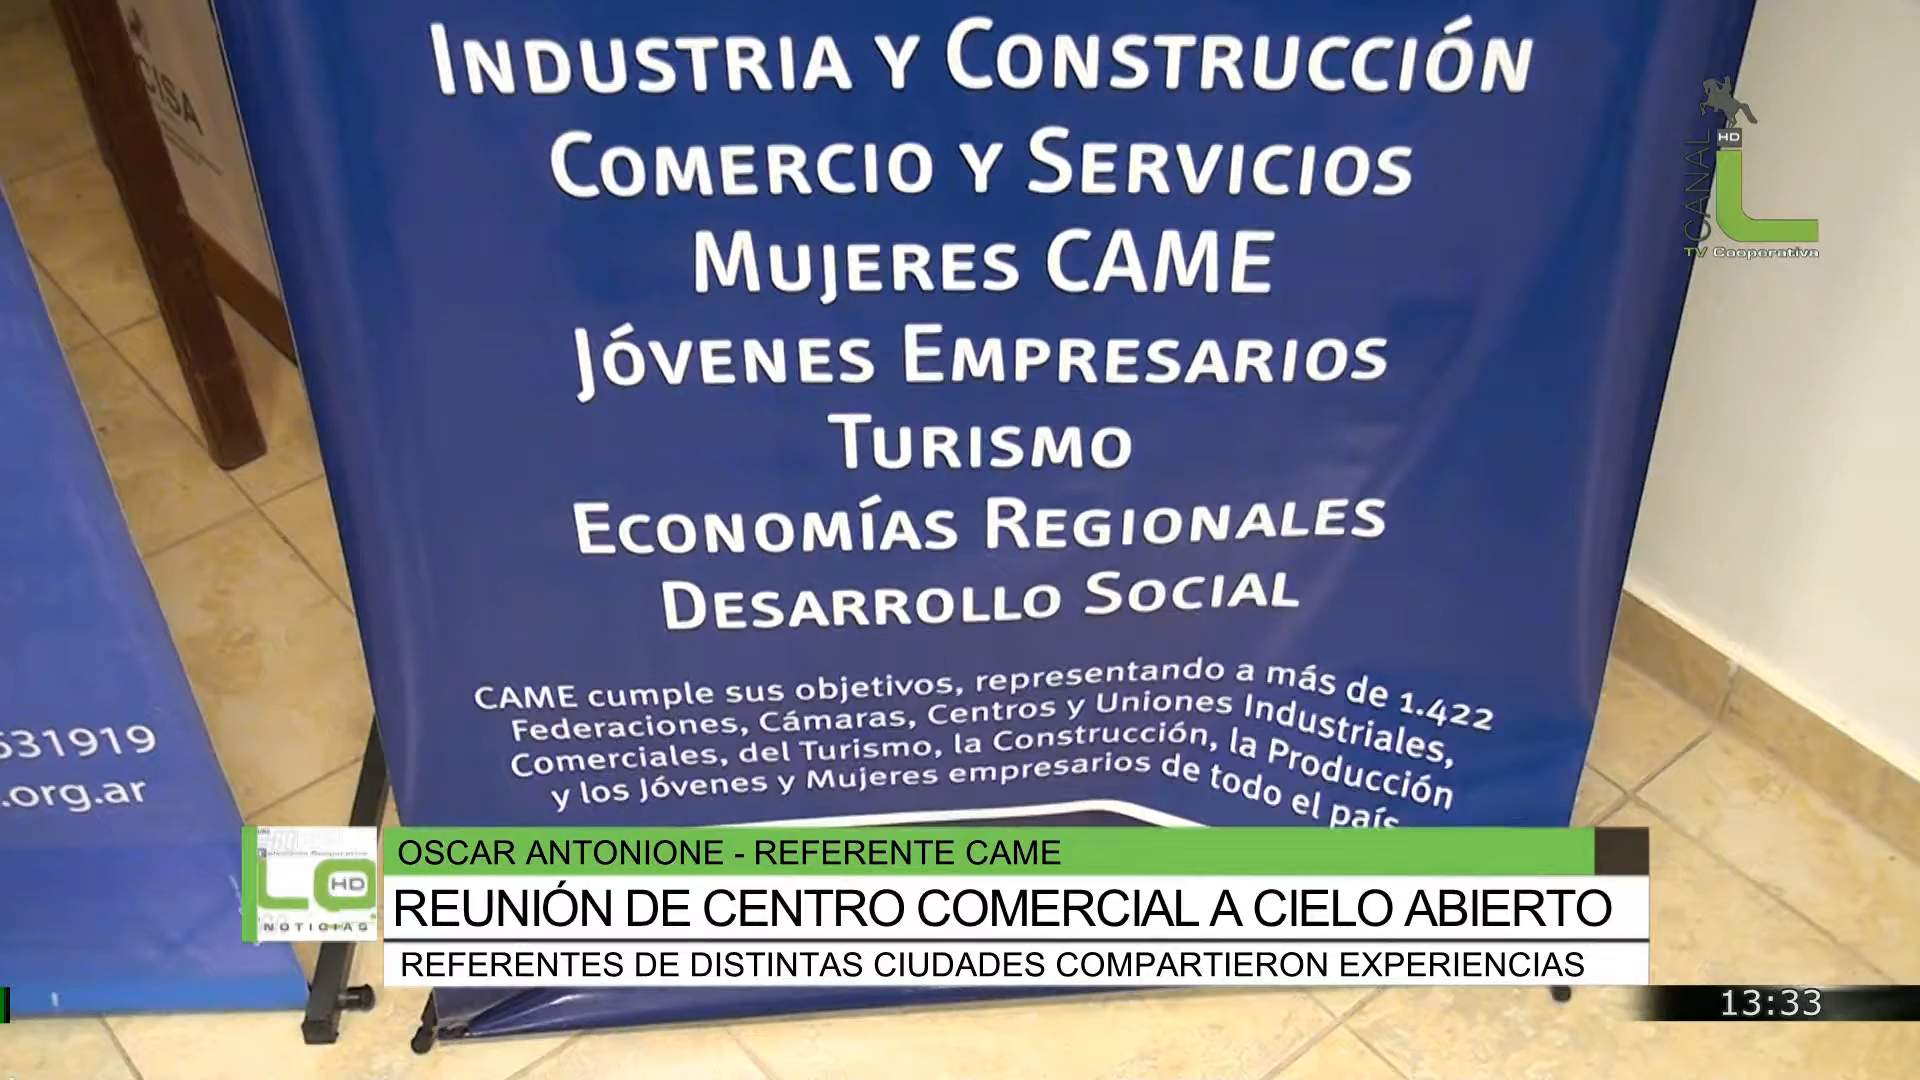 INDUSTRIA Y CONSTRUCCIÓN
COMERCIO Y SERVICIOS
MUJERES CAME
JÓVENES EMPRESARIOS
TURISMO
ECONOMÍAS REGIONALES
DESARROLLO SOCIAL
CAME cumple sus objetivos, representando a más de 1.422
Federaciones, Cámaras, Centros y Uniones Industriales,
Comerciales, del Turismo, la Construcción, la Producción
y los Jóvenes y Mujeres empresarios de todo el país
CISA
531919
.org.ar
CANAL
HD
L
TV Cooperativa
LQ
HD
NOTICIAS
OSCAR ANTONIONE - REFERENTE CAME
REUNIÓN DE CENTRO COMERCIAL A CIELO ABIERTO
REFERENTES DE DISTINTAS CIUDADES COMPARTIERON EXPERIENCIAS
13:33